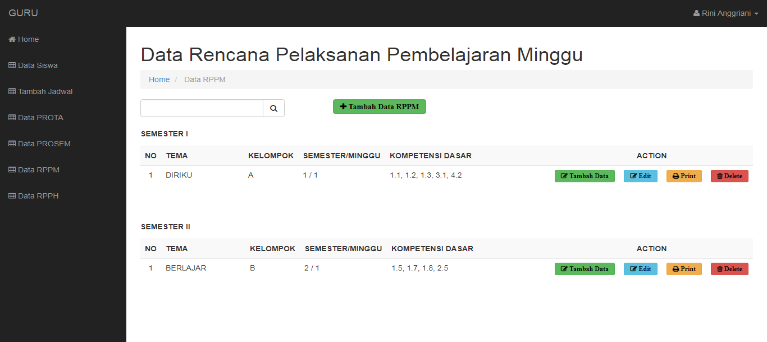 GURU
Rini Anggriani
Home
Data Siswa
Tambah Jadwal
Data PROTA
Data PROSEM
Data RPPM
Data RPPH
Data Rencana Pelaksanan Pembelajaran Minggu
Home / Data RPPM
Tambah Data RPPM
SEMESTER I
NO TEMA KELOMPOK SEMESTER/MINGGU KOMPETENSI DASAR ACTION
1 DIRIKU A 1 / 1 1.1, 1.2, 1.3, 3.1, 4.2 Tambah Data Edit Print Delete
SEMESTER II
NO TEMA KELOMPOK SEMESTER/MINGGU KOMPETENSI DASAR ACTION
1 BERLAJAR B 2 / 1 1.5, 1.7, 1.8, 2.5 Tambah Data Edit Print Delete